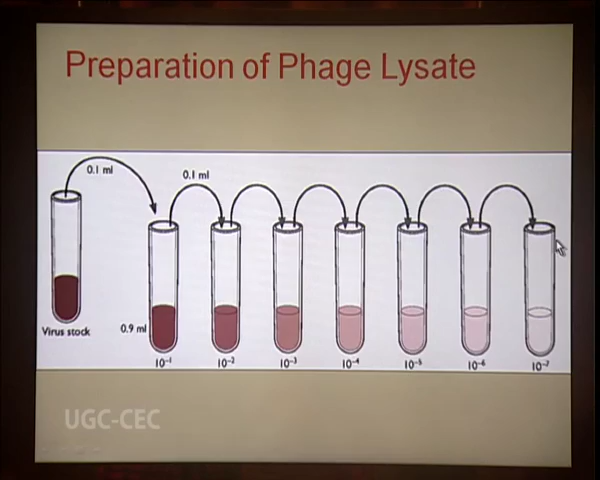 Preparation of Phage Lysate
0.1 ml
0.1 ml
Virus stock
0.9 ml
10⁻¹
10⁻²
10⁻³
10⁻⁴
10⁻⁵
10⁻⁶
10⁻⁷
UGC-CEC